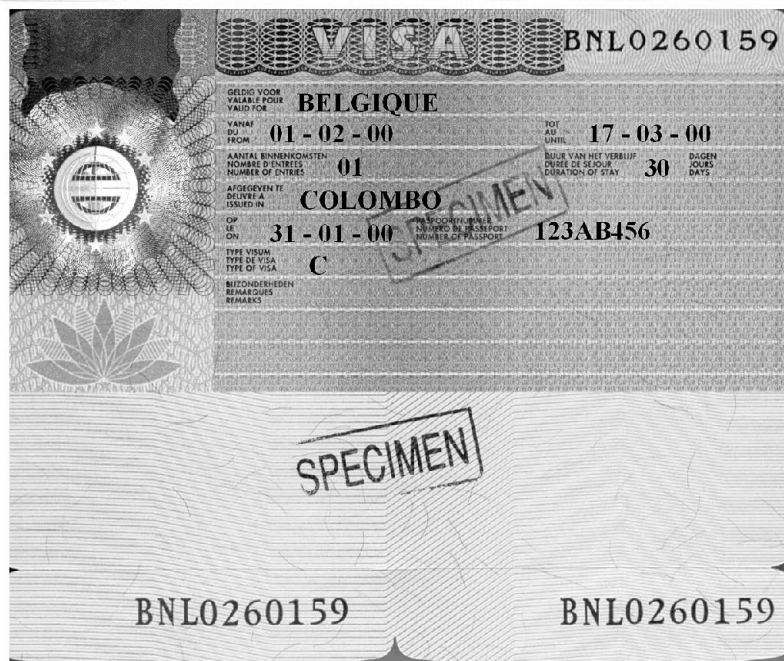 VISA BNL0260159
GELDIG VOOR
VALABLE POUR
VALID FOR
BELGIQUE
VANAF
DU
FROM
01 - 02 - 00
TOT
AU
UNTIL
17 - 03 - 00
AANTAL BINNENKOMSTEN
NOMBRE D'ENTREES
NUMBER OF ENTRIES
01
DUUR VAN HET VERBLIJF
DUREE DE SEJOUR
DURATION OF STAY
30
DAGEN
JOURS
DAYS
AFGEGEVEN TE
DELIVRE A
ISSUED IN
COLOMBO
OP
LE
ON
31 - 01 - 00
PASPOORTNUMMER
NUMERO DE PASSEPORT
NUMBER OF PASSPORT
123AB456
TYPE VISUM
TYPE DE VISA
TYPE OF VISA
C
BIJZONDERHEDEN
REMARQUES
REMARKS
SPECIMEN
SPECIMEN
BNL0260159 BNL0260159